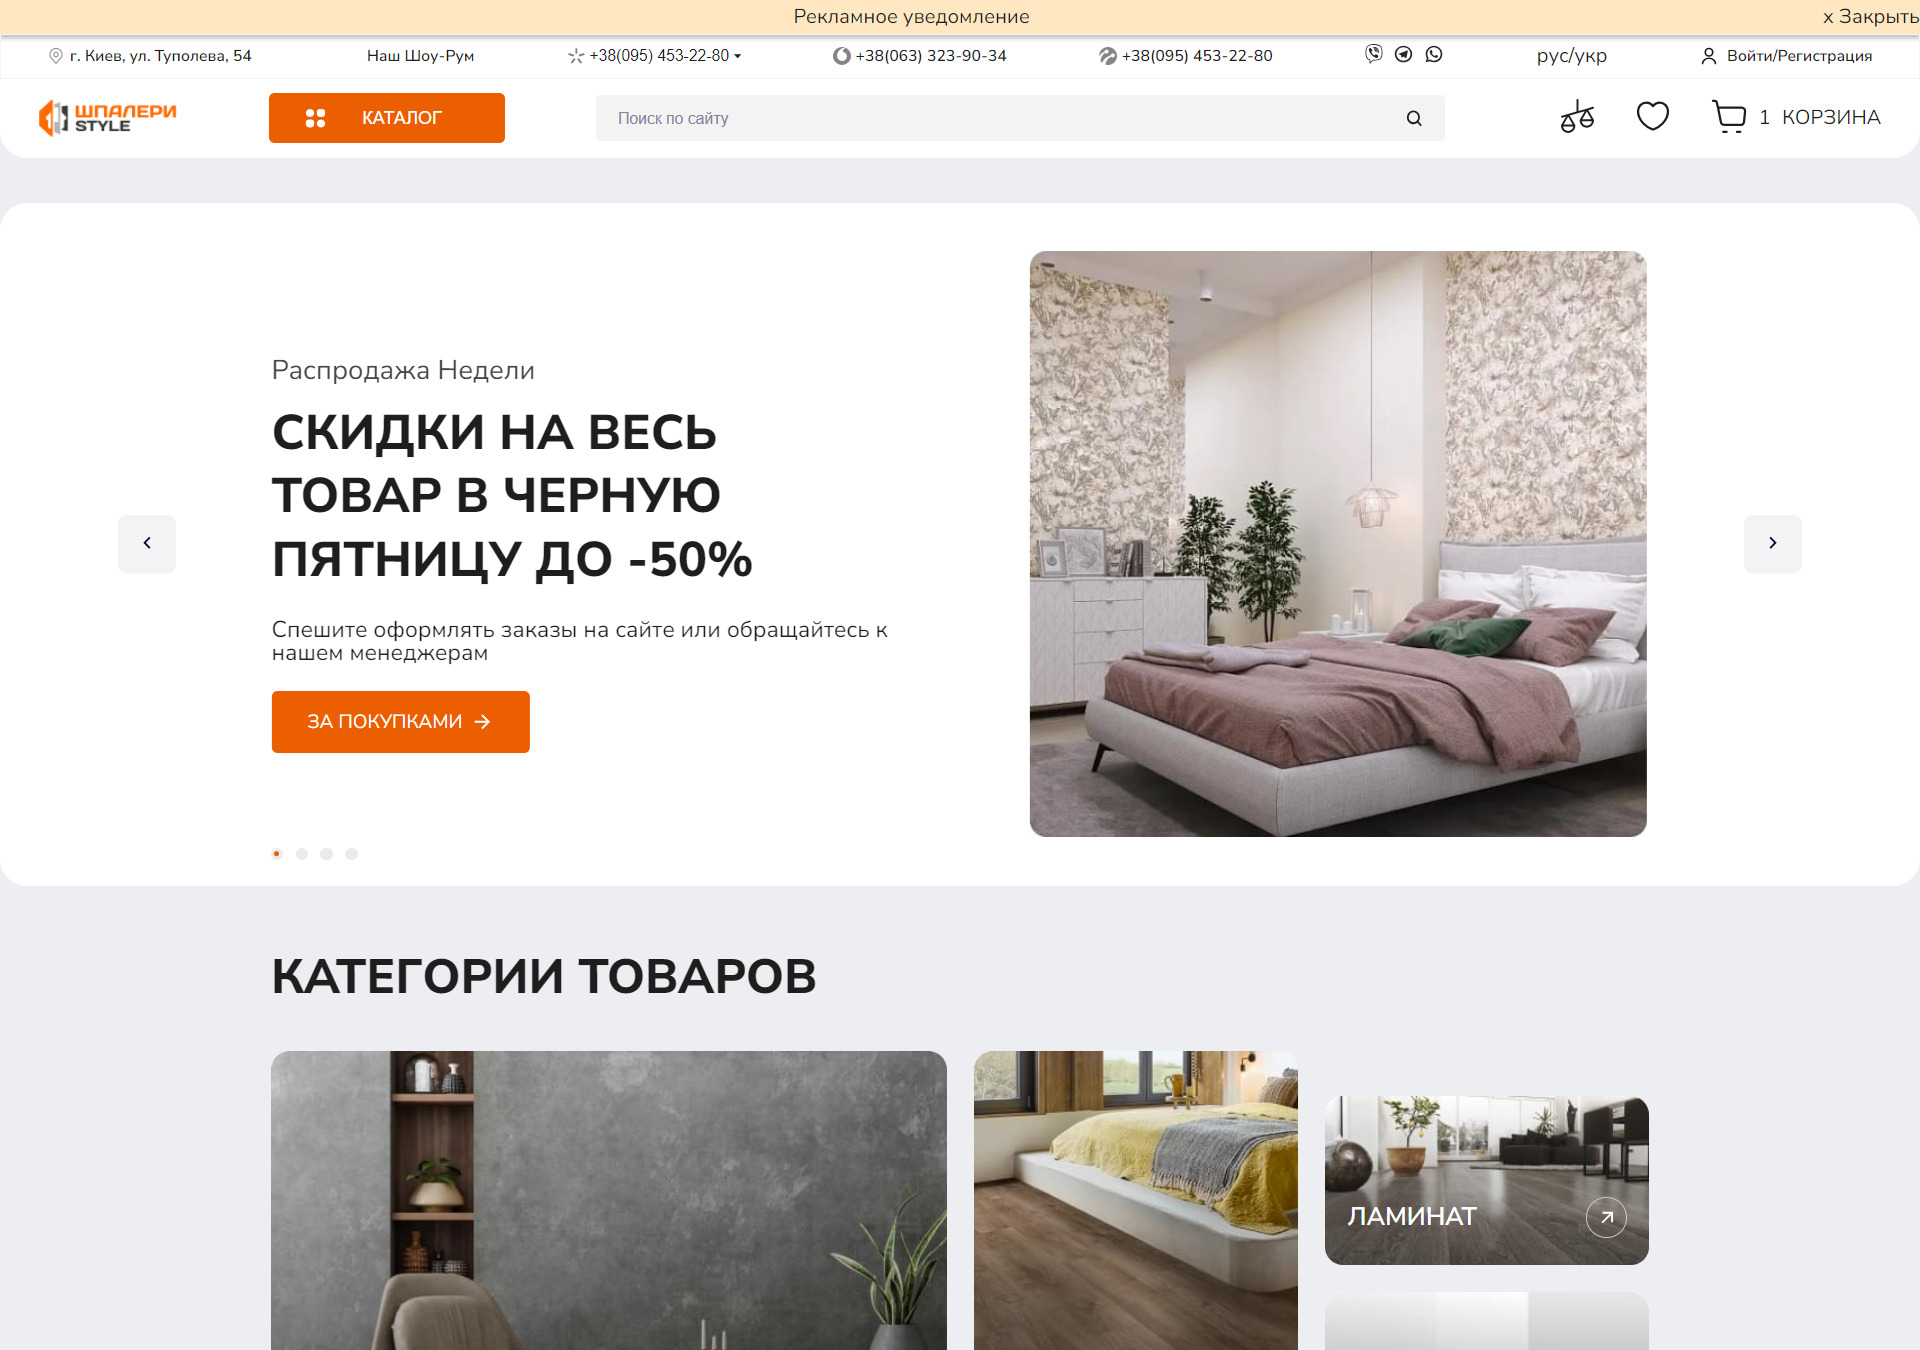 Рекламное уведомление
x Закрыть
г. Киев, ул. Туполева, 54
Наш Шоу-Рум
+38(095) 453-22-80
+38(063) 323-90-34
+38(095) 453-22-80
рус/укр
Войти/Регистрация
ШПАЛЕРИ
STYLE
КАТАЛОГ
Поиск по сайту
1 КОРЗИНА
Распродажа Недели
СКИДКИ НА ВЕСЬ
ТОВАР В ЧЕРНУЮ
ПЯТНИЦУ ДО -50%
Спешите оформлять заказы на сайте или обращайтесь к
нашем менеджерам
ЗА ПОКУПКАМИ
КАТЕГОРИИ ТОВАРОВ
ЛАМИНАТ